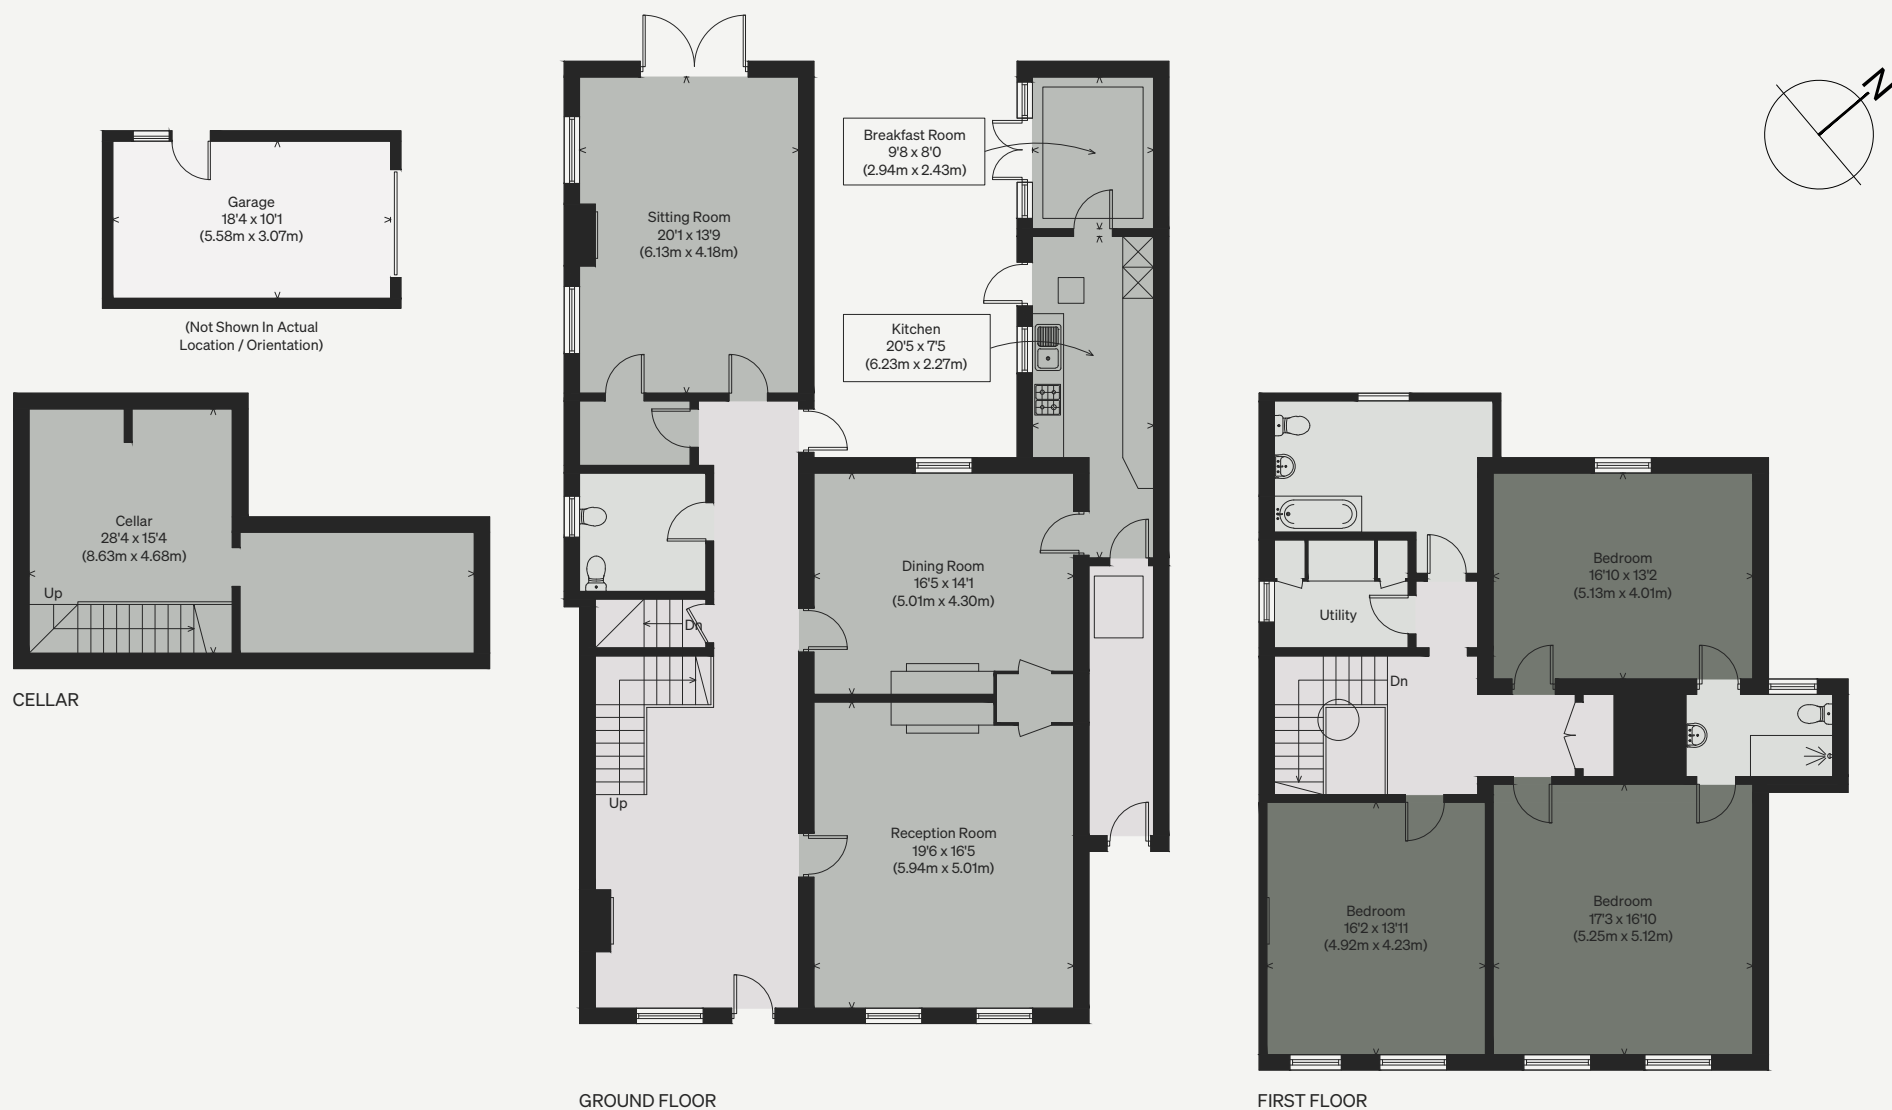 Garage
18'4 x 10'1
(5.58m x 3.07m)
(Not Shown In Actual
Location / Orientation)
Cellar
28'4 x 15'4
(8.63m x 4.68m)
Up
CELLAR
Sitting Room
20'1 x 13'9
(6.13m x 4.18m)
Breakfast Room
9'8 x 8'0
(2.94m x 2.43m)
Kitchen
20'5 x 7'5
(6.23m x 2.27m)
Dining Room
16'5 x 14'1
(5.01m x 4.30m)
Dn
Up
Reception Room
19'6 x 16'5
(5.94m x 5.01m)
GROUND FLOOR
N
Bedroom
16'10 x 13'2
(5.13m x 4.01m)
Utility
Dn
Bedroom
16'2 x 13'11
(4.92m x 4.23m)
Bedroom
17'3 x 16'10
(5.25m x 5.12m)
FIRST FLOOR